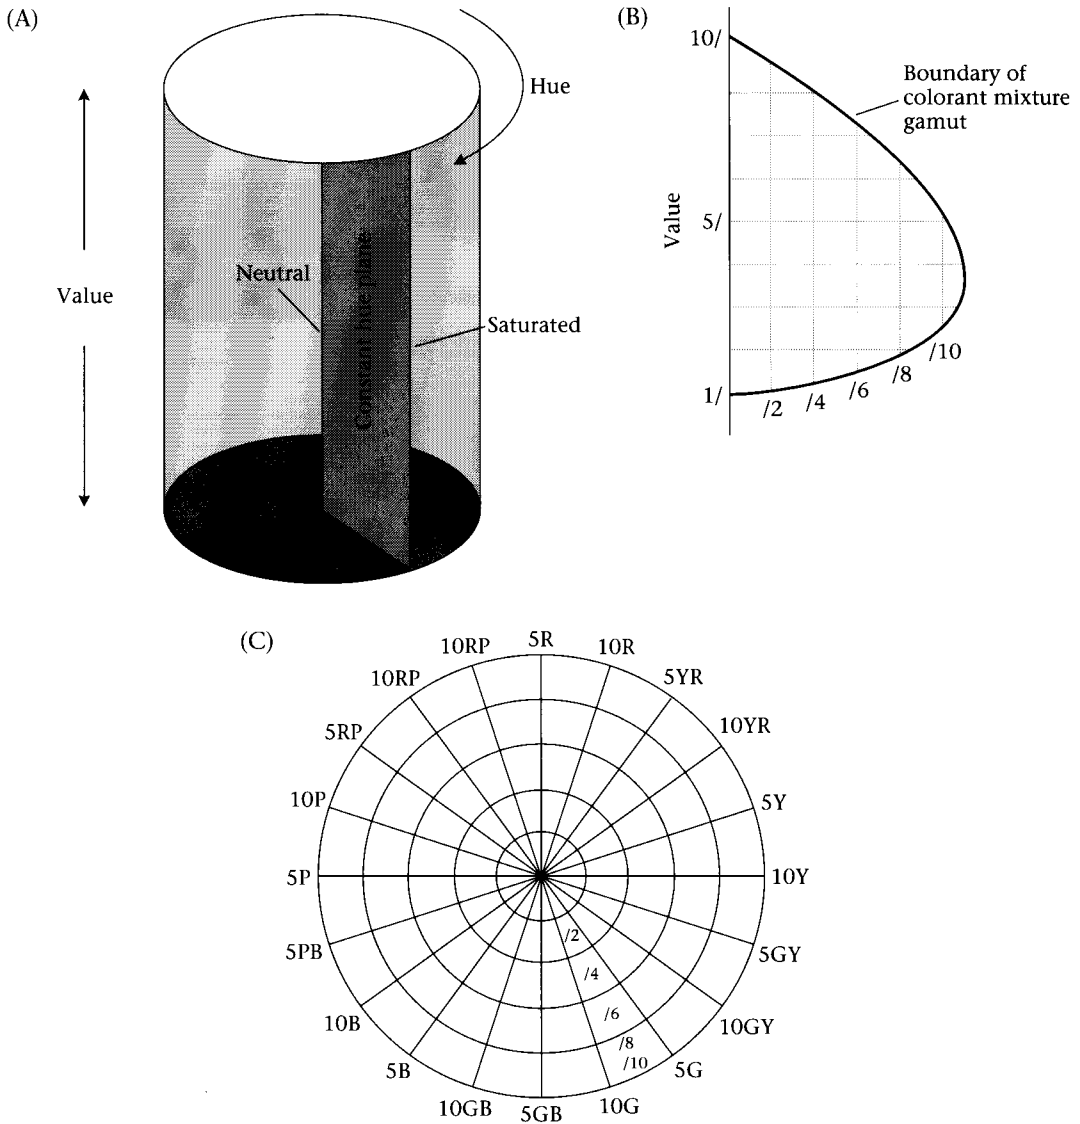 (A)
Hue
Value
Neutral
Constant hue plane
Saturated
(B)
10/
Boundary of
colorant mixture
gamut
Value
5/
1/
/2
/4
/6
/8
/10
(C)
5R
10R
5YR
10YR
5Y
10Y
5GY
10GY
5G
10G
5GB
10GB
5B
10B
5PB
5P
10P
5RP
10RP
10RP
/2
/4
/6
/8
/10